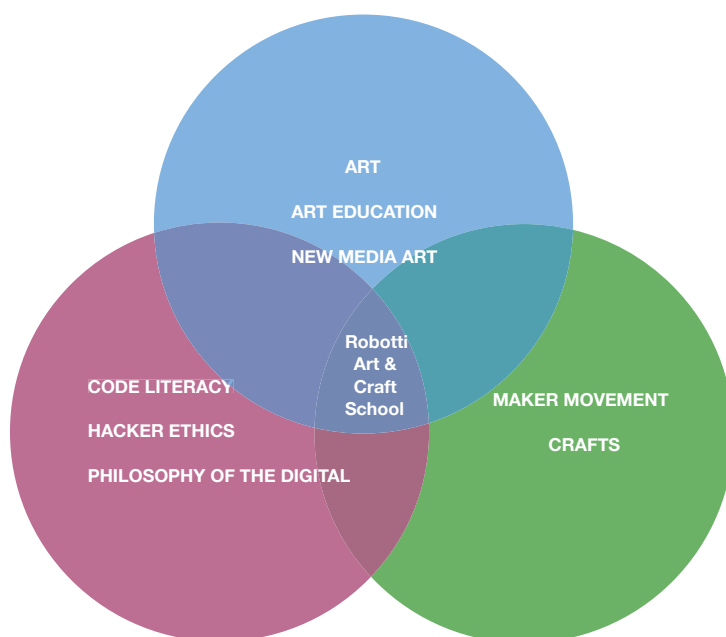 ART
ART EDUCATION
NEW MEDIA ART
Robotti
Art &
Craft
School
CODE LITERACY
HACKER ETHICS
PHILOSOPHY OF THE DIGITAL
MAKER MOVEMENT
CRAFTS